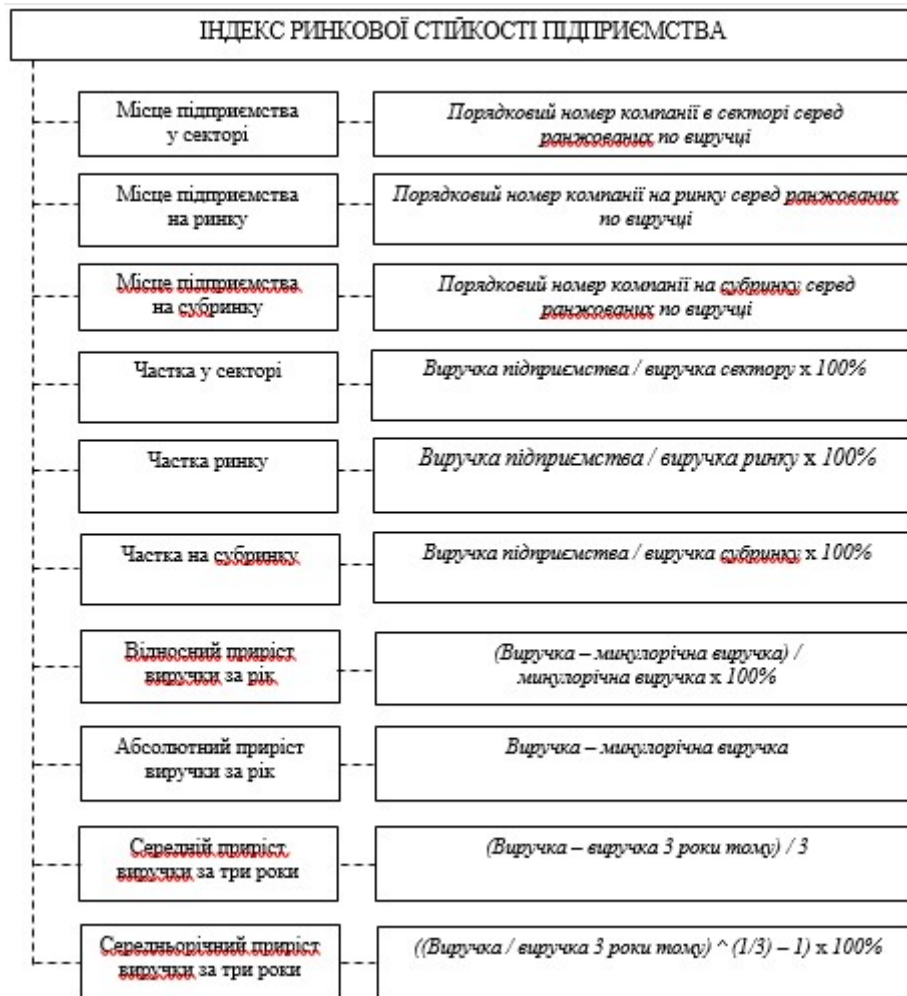 ІНДЕКС РИНКОВОЇ СТІЙКОСТІ ПІДПРИЄМСТВА
Місце підприємства
у секторі
Порядковий номер компанії в секторі серед
ранжованих по виручці
Місце підприємства
на ринку
Порядковий номер компанії на ринку серед ранжованих
по виручці
Місце підприємства
на субринку
Порядковий номер компанії на субринку серед
ранжованих по виручці
Частка у секторі
Виручка підприємства / виручка сектору х 100%
Частка ринку
Виручка підприємства / виручка ринку х 100%
Частка на субринку
Виручка підприємства / виручка субринку х 100%
Відносний приріст
виручки за рік
(Виручка – минулорічна виручка) /
минулорічна виручка х 100%
Абсолютний приріст
виручки за рік
Виручка – минулорічна виручка
Середній приріст
виручки за три роки
(Виручка – виручка 3 роки тому) / 3
Середньорічний приріст
виручки за три роки
((Виручка / виручка 3 роки тому) ^ (1/3) – 1) х 100%